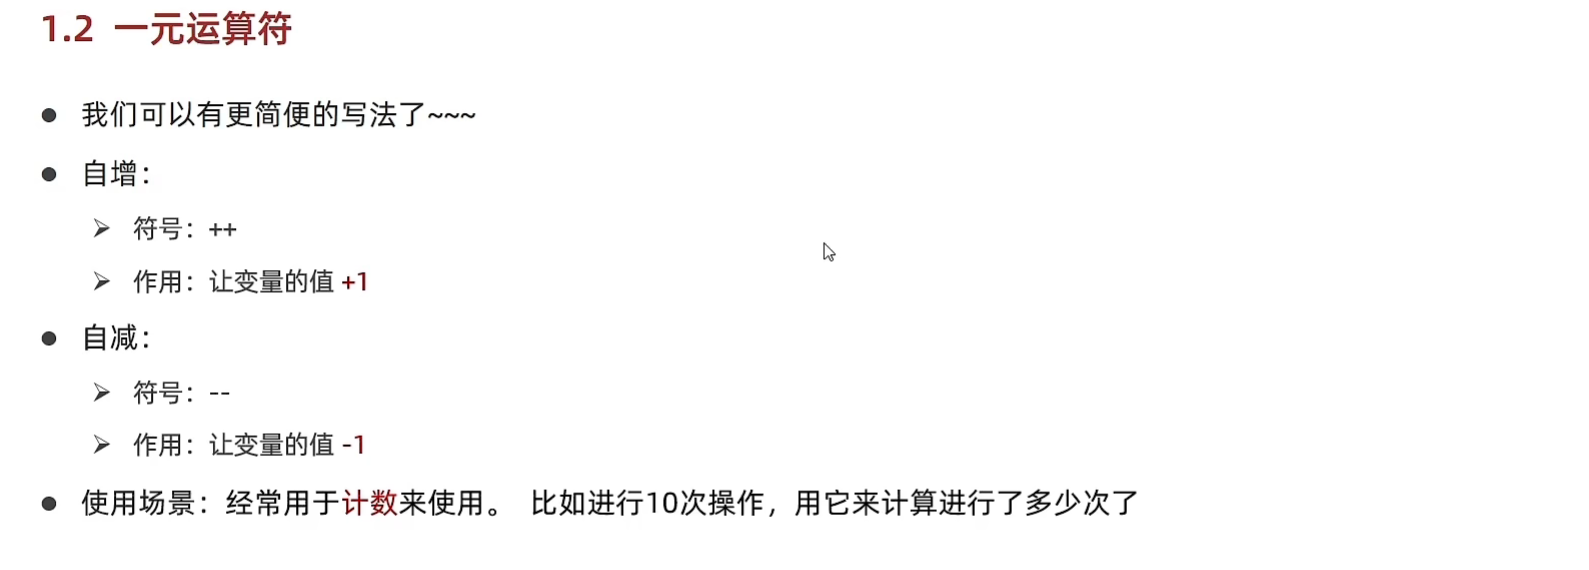 1.2 一元运算符
我们可以有更简便的写法了~~~
自增：
符号：++
作用：让变量的值 +1
自减：
符号：--
作用：让变量的值 -1
使用场景：经常用于计数来使用。 比如进行10次操作，用它来计算进行了多少次了